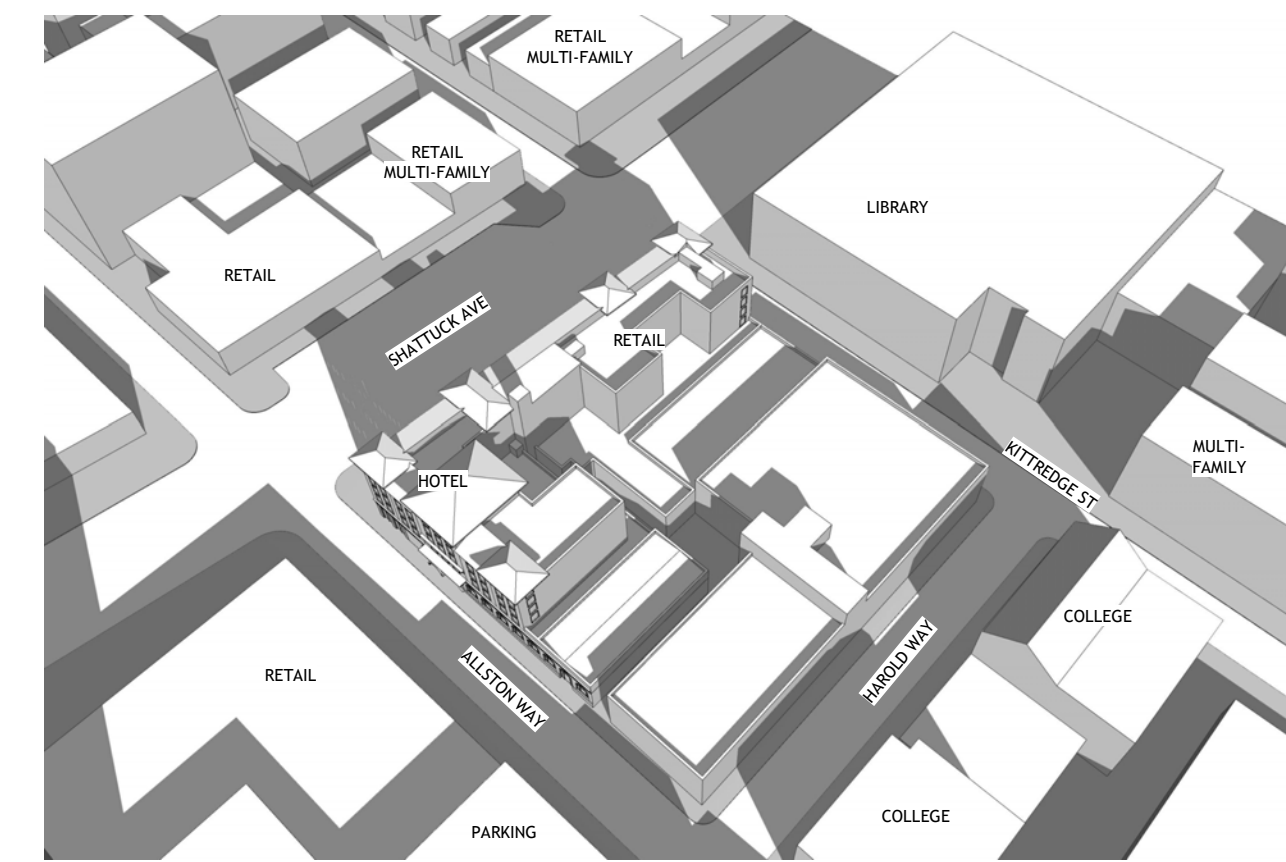 RETAIL
MULTI-FAMILY
RETAIL
MULTI-FAMILY
LIBRARY
RETAIL
SHATTUCK AVE
RETAIL
HOTEL
KITTREDGE ST
MULTI-
FAMILY
COLLEGE
RETAIL
ALLSTON WAY
HAROLD WAY
COLLEGE
PARKING